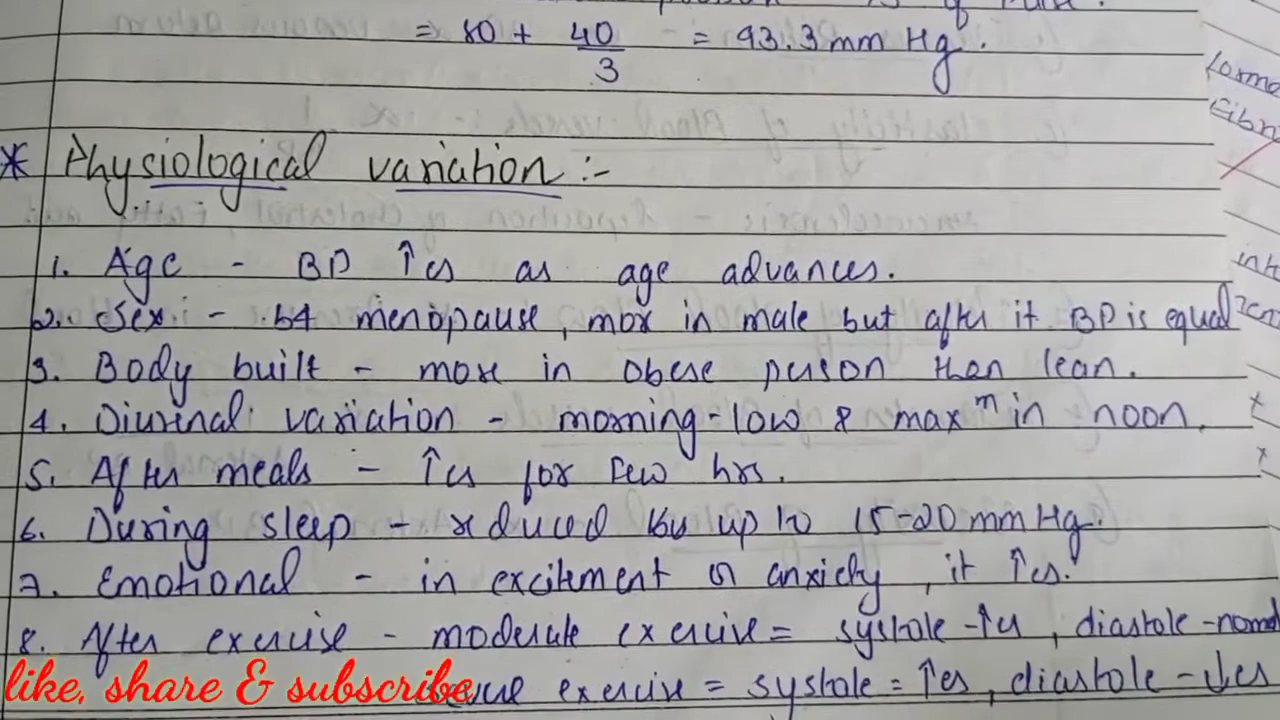 ⇒ 80 + 40/3 = 93.3 mm Hg.
* Physiological variation :-
1. Age - BP ↑es as age advances.
2. Sex - b4 menopause, mor in male but after it BP is equal
3. Body built - more in obese person then lean.
4. Diurinal variation - morning = low & maxᵐ in noon.
5. After meals - ↑es for few hrs.
6. During sleep - reduced by up to 15-20 mm Hg.
7. Emotional - in excitment or anxiety, it ↑es.
8. After exercise - moderate exercise = systole - ↑es, diastole - normal
exercise = systole = ↑es, diastole - ↓es
like, share & subscribe